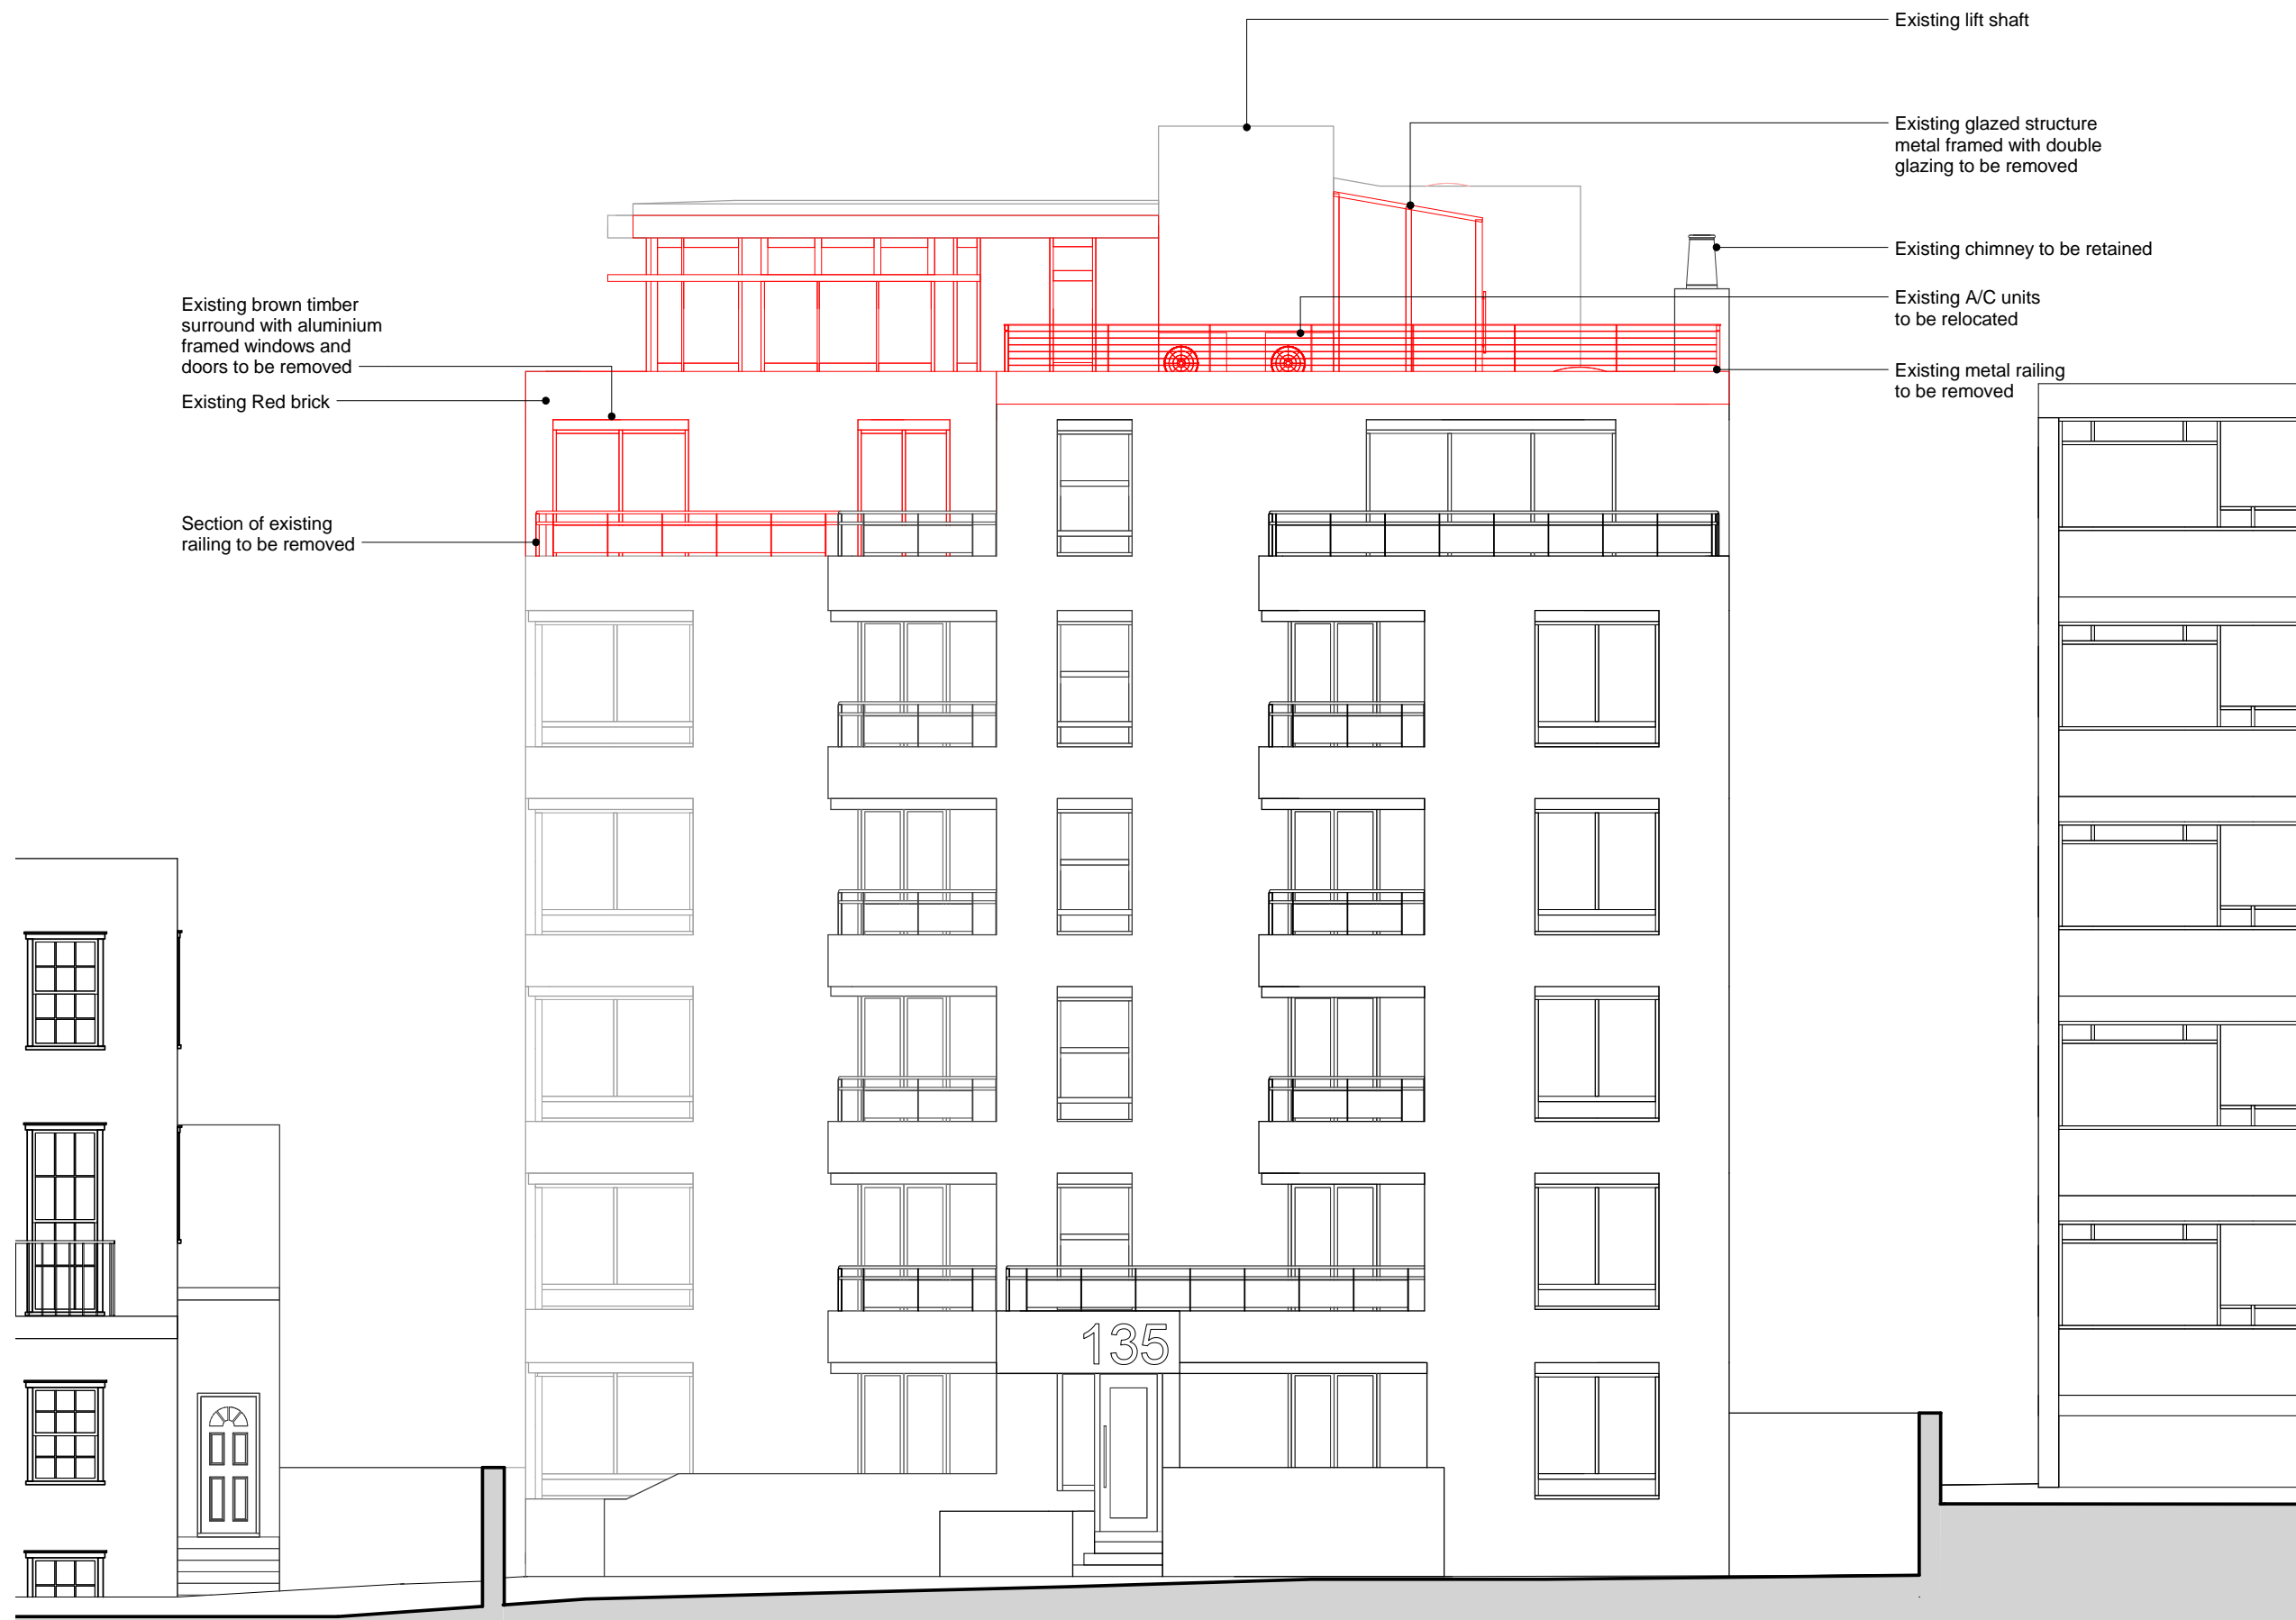 Existing lift shaft
Existing glazed structure
metal framed with double
glazing to be removed
Existing chimney to be retained
Existing A/C units
to be relocated
Existing metal railing
to be removed
Existing brown timber
surround with aluminium
framed windows and
doors to be removed
Existing Red brick
Section of existing
railing to be removed
135